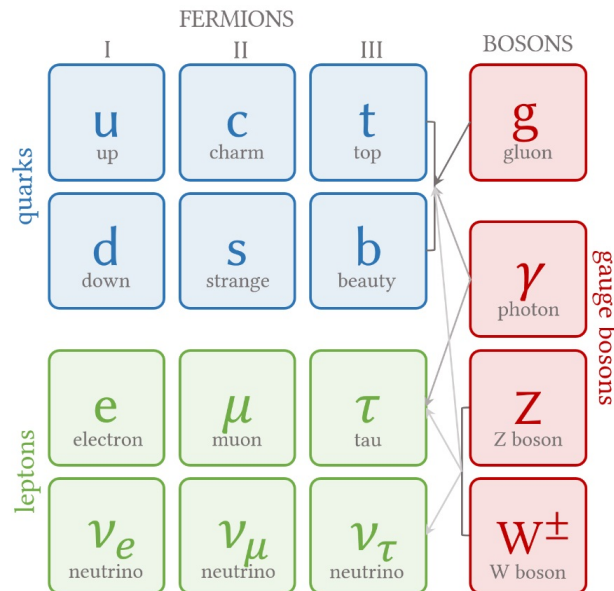 FERMIONS
I II III BOSONS
u c t g
up charm top gluon
quarks
d s b
down strange beauty
γ
photon
gauge bosons
e μ τ Z
electron muon tau Z boson
leptons
νe νμ ντ W±
neutrino neutrino neutrino W boson